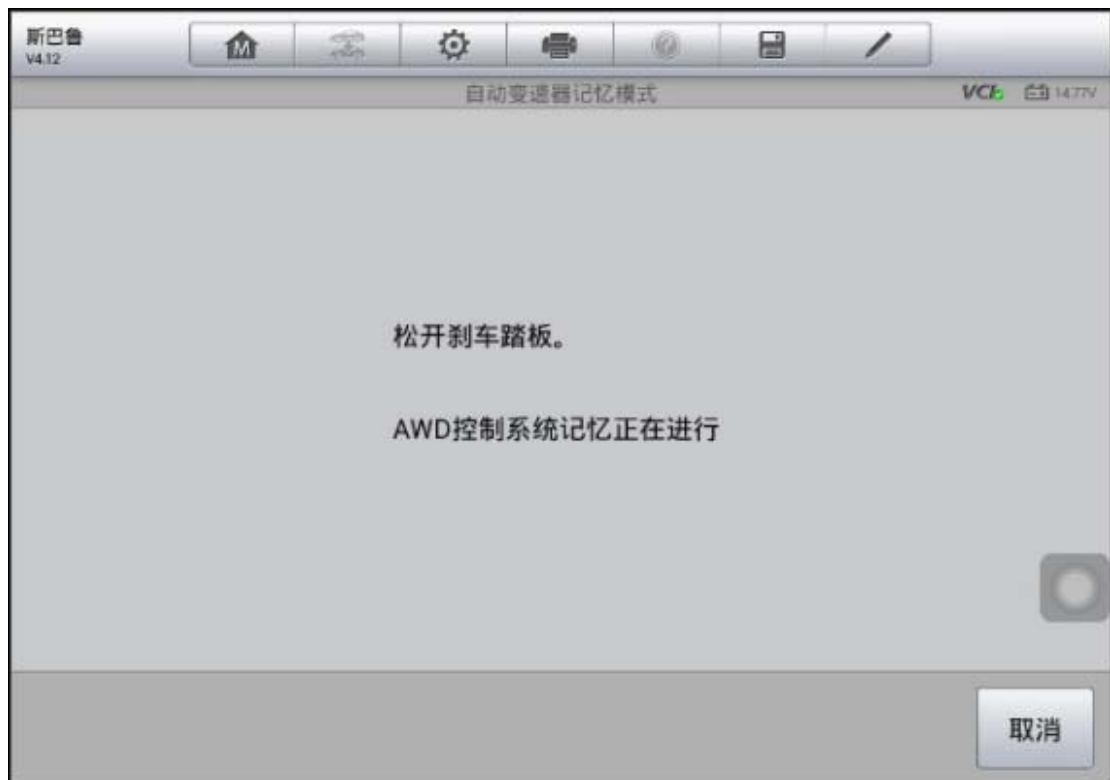 斯巴鲁
V4.12
M
自动变速器记忆模式
VCI
14.77V
松开刹车踏板。
AWD控制系统记忆正在进行
取消